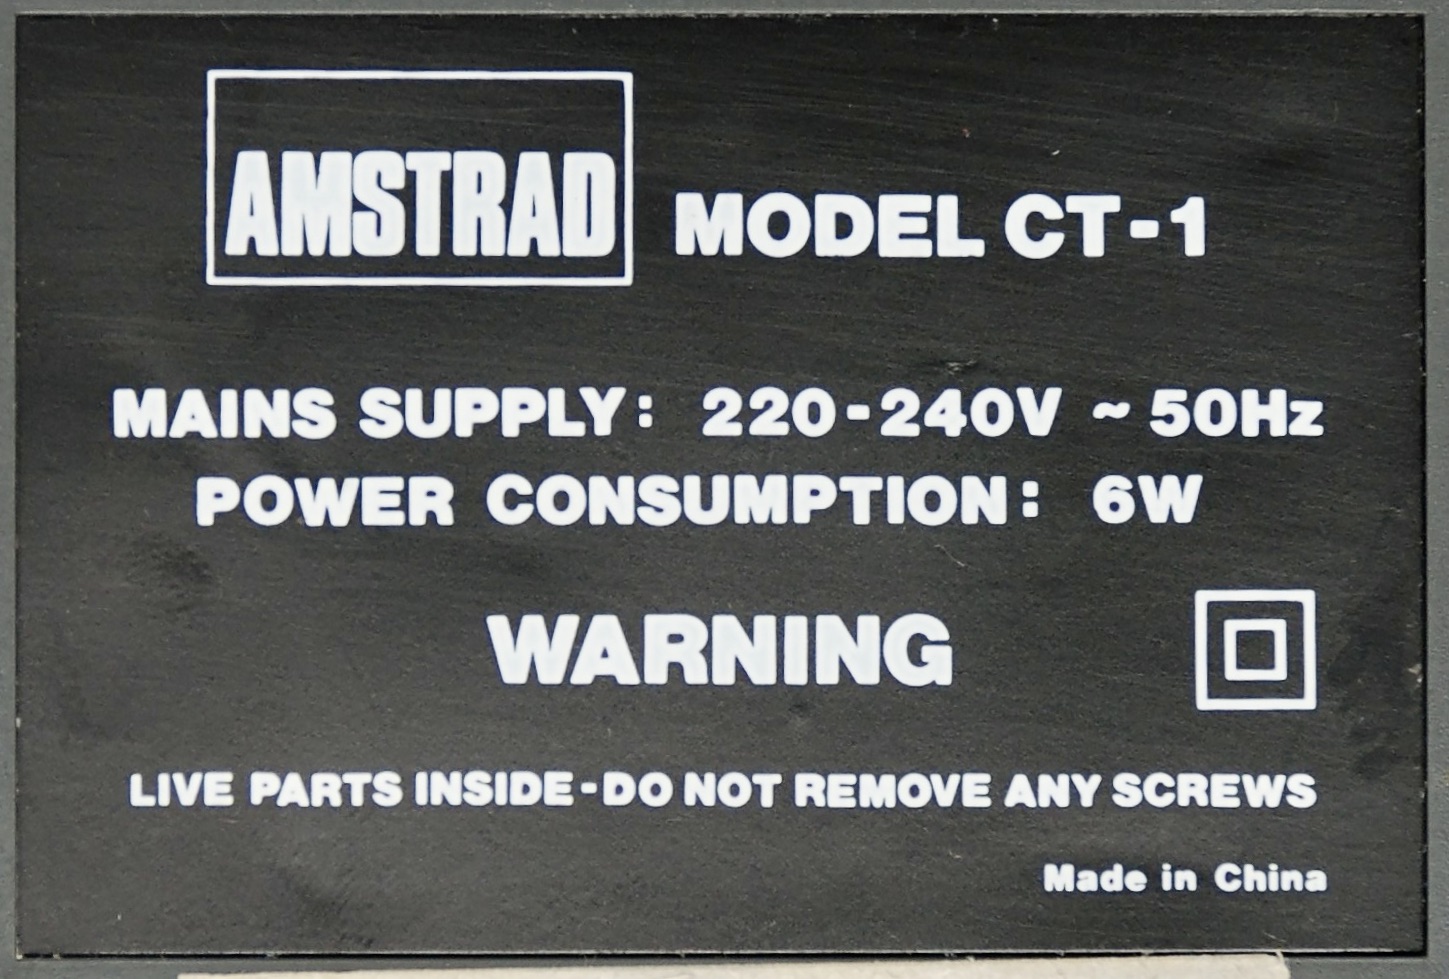 AMSTRAD MODEL CT-1
MAINS SUPPLY: 220-240V ~ 50Hz
POWER CONSUMPTION: 6W
WARNING
LIVE PARTS INSIDE-DO NOT REMOVE ANY SCREWS
Made in China